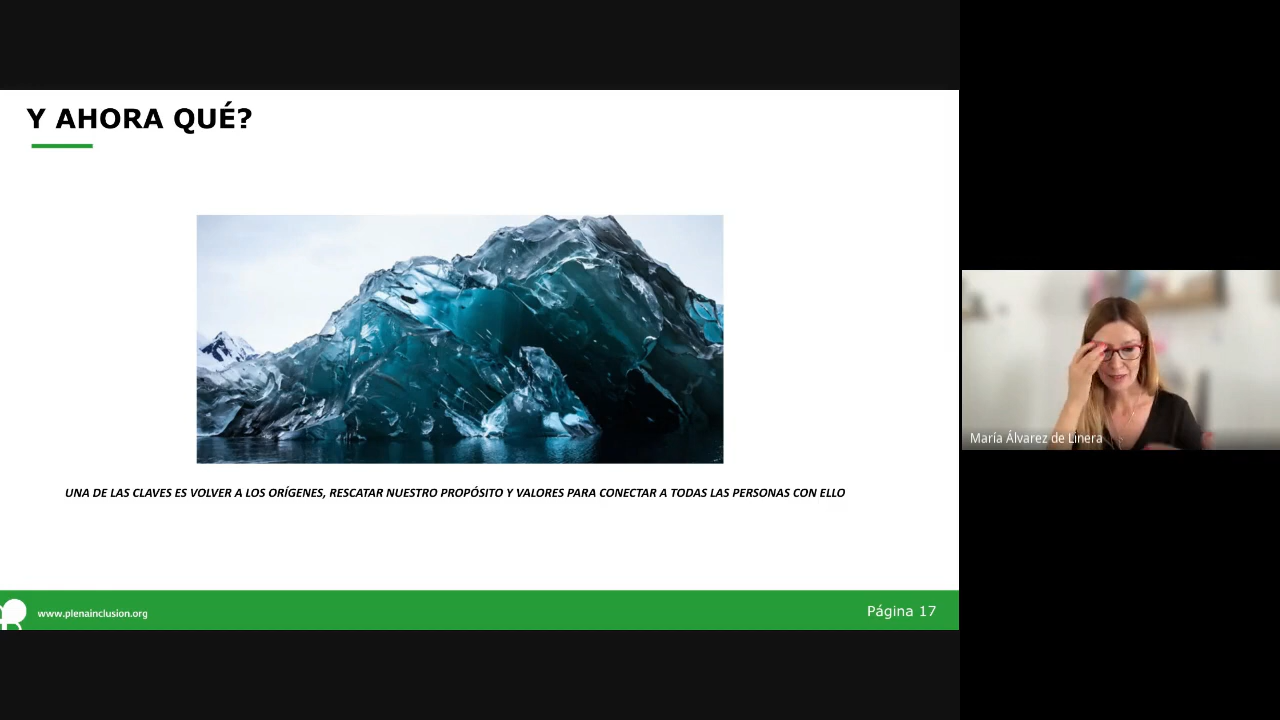 Y AHORA QUÉ?
UNA DE LAS CLAVES ES VOLVER A LOS ORÍGENES, RESCATAR NUESTRO PROPÓSITO Y VALORES PARA CONECTAR A TODAS LAS PERSONAS CON ELLO
María Álvarez de Linera
www.plenainclusion.org
Página 17